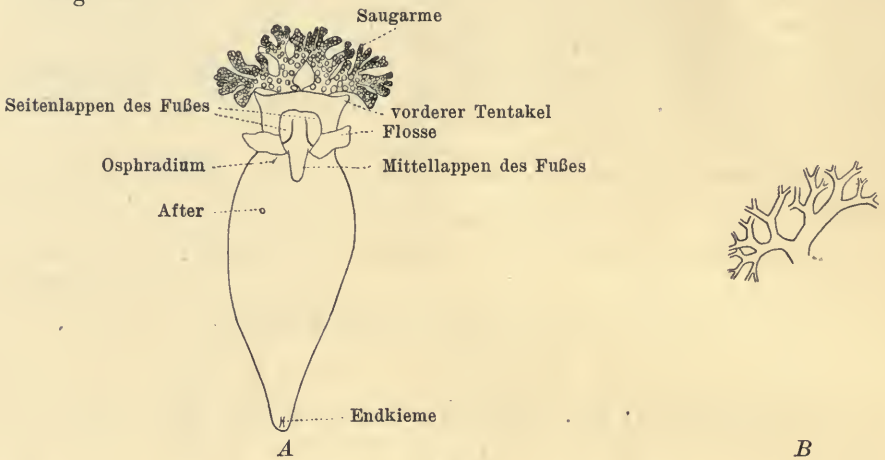 Saugarme
Seitenlappen des Fußes
vorderer Tentakel
Flosse
Osphradium
Mittellappen des Fußes
After
Endkieme
A
B